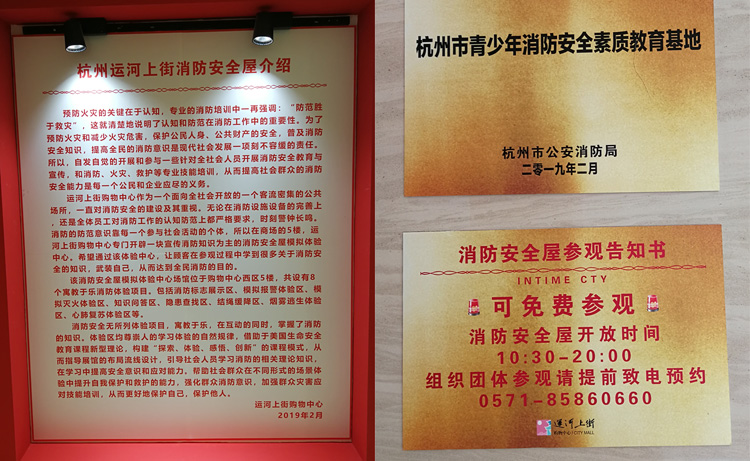 杭州运河上街消防安全屋介绍
预防火灾的关键在于认知，专业的消防培训中一再强调：“防范胜
于救灾”，这就清楚地说明了认知和防范在消防工作中的重要性。为了
预防火灾和减少火灾危害，保护公民人身、公共财产的安全，普及消防
安全知识，提高全民的消防意识是现代社会发展一项刻不容缓的责任。
所以，自发自觉的开展和参与一些针对全社会人员开展消防安全教育与
宣传，和消防、火灾、救护等专业技能培训，从而提高社会群众的消防
安全能力是每一个公民和企业应尽的义务。
运河上街购物中心作为一个面向全社会开放的一个客流密集的公共
场所，一直对消防安全的建设及其重视。无论在消防设施设备的完善上
，还是全体员工对消防工作的认知防范上都严格要求，时刻警钟长鸣。
消防的防范意识靠每一个参与社会活动的个体，所以在商场的5楼，运
河上街购物中心专门开辟一块宣传消防知识为主的消防安全屋模拟体验
中心。希望通过该体验中心，让顾客在参观过程中学到很多关于消防安
全的知识，武装自己，从而达到全民消防的目的。
该消防安全屋模拟体验中心场馆位于购物中心西区5楼，共设有8
个寓教于乐消防体验项目。包括消防标志展示区、模拟报警体验区、模
拟灭火体验区、知识问答区、隐患查找区、结绳缓降区、烟雾逃生体验
区、心肺复苏体验区等。
消防安全无所列体验项目，寓教于乐，在互动的同时，掌握了消防
的知识。体验区均尊崇人的学习体验的自然规律，借助于美国生命安全
教育课程新型理论，构建“探索、体验、感悟、创新”的课程模式，从
而指导展馆的布局流线设计，引导社会人员学习消防的相关理论知识，
在学习中提高安全意识和应对能力。帮助社会群众在不同形式的场景体
验中提升自我保护和救护的能力，强化群众消防意识，加强群众灾害应
对技能培训，从而更好地保护自己，保护他人。
运河上街购物中心
2019年2月
杭州市青少年消防安全素质教育基地
杭州市公安消防局
二零一九年二月
消防安全屋参观告知书
INTIME CTY
可免费参观
消防安全屋开放时间
10:30-20:00
组织团体参观请提前致电预约
0571-85860660
运河上街
购物中心 CITY MALL